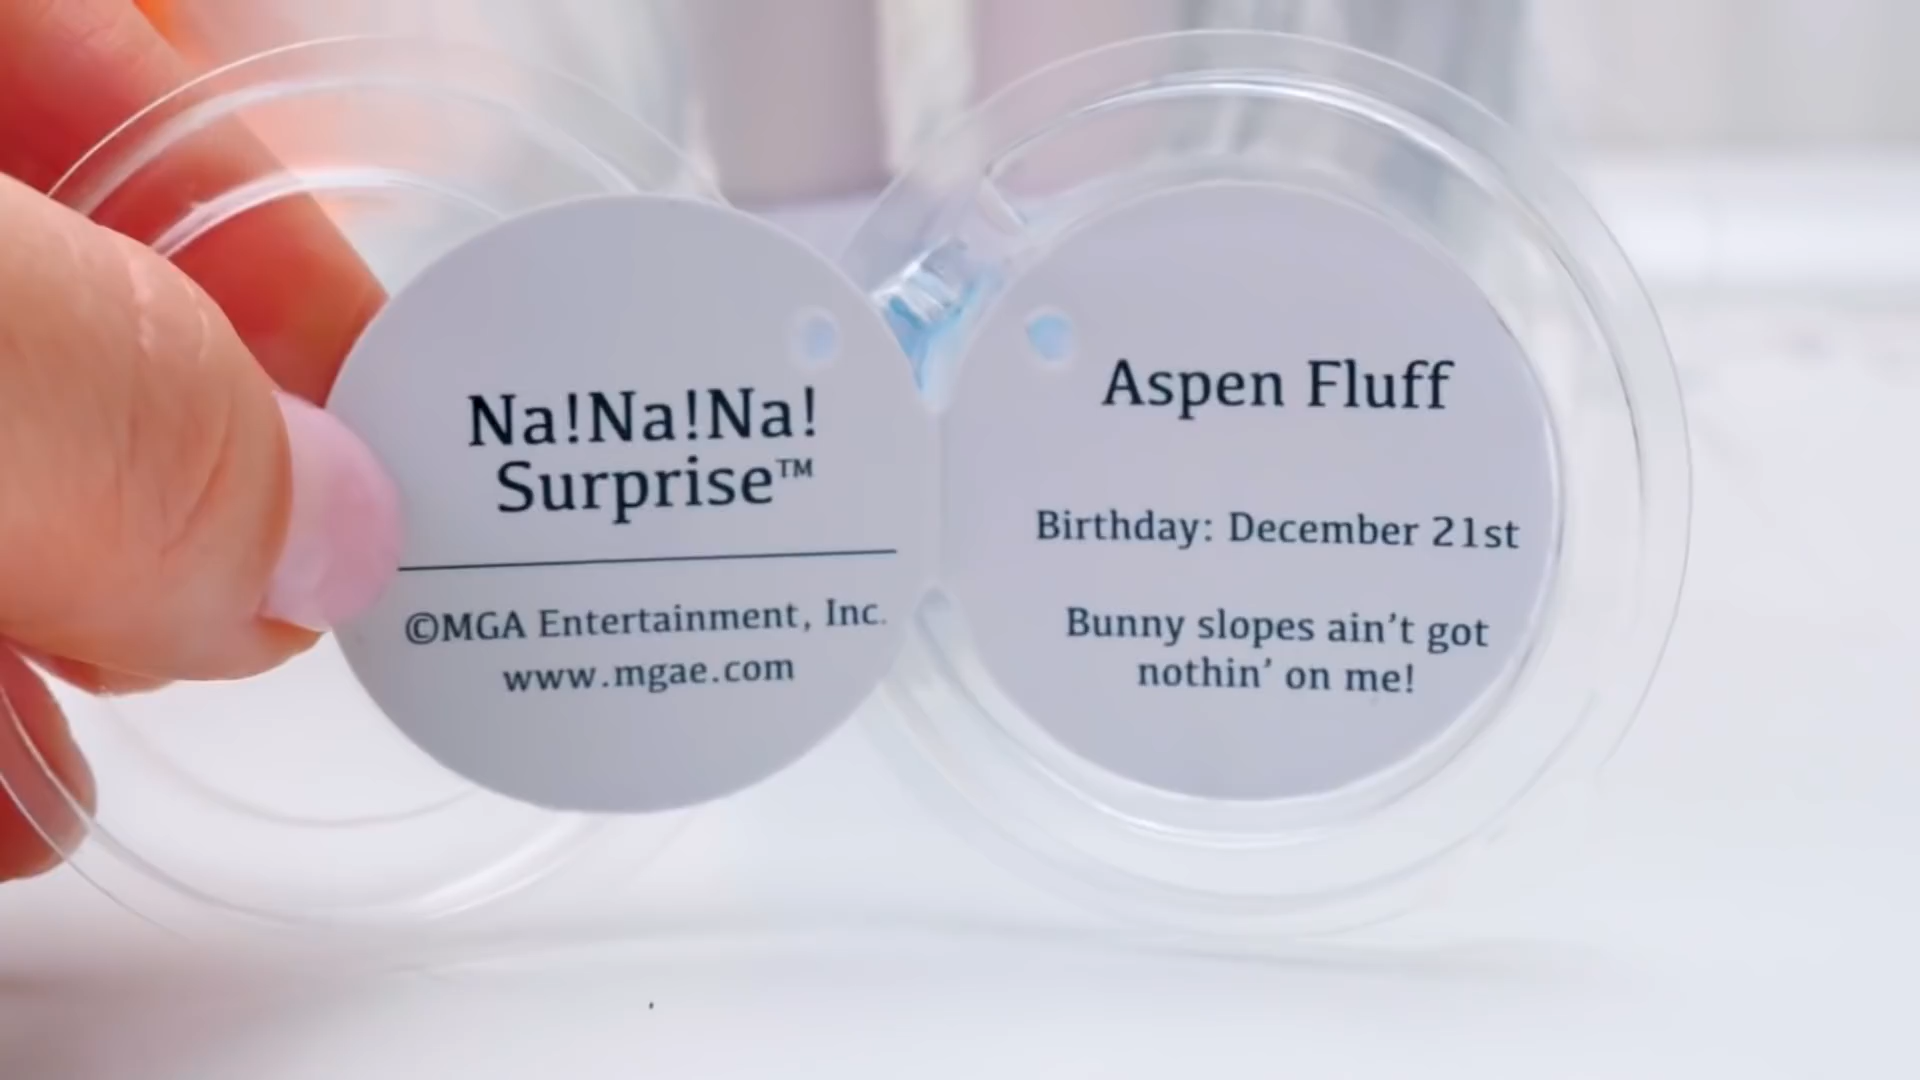 Na!Na!Na!
Surprise™
©MGA Entertainment, Inc.
www.mgae.com
Aspen Fluff
Birthday: December 21st
Bunny slopes ain’t got
nothin’ on me!